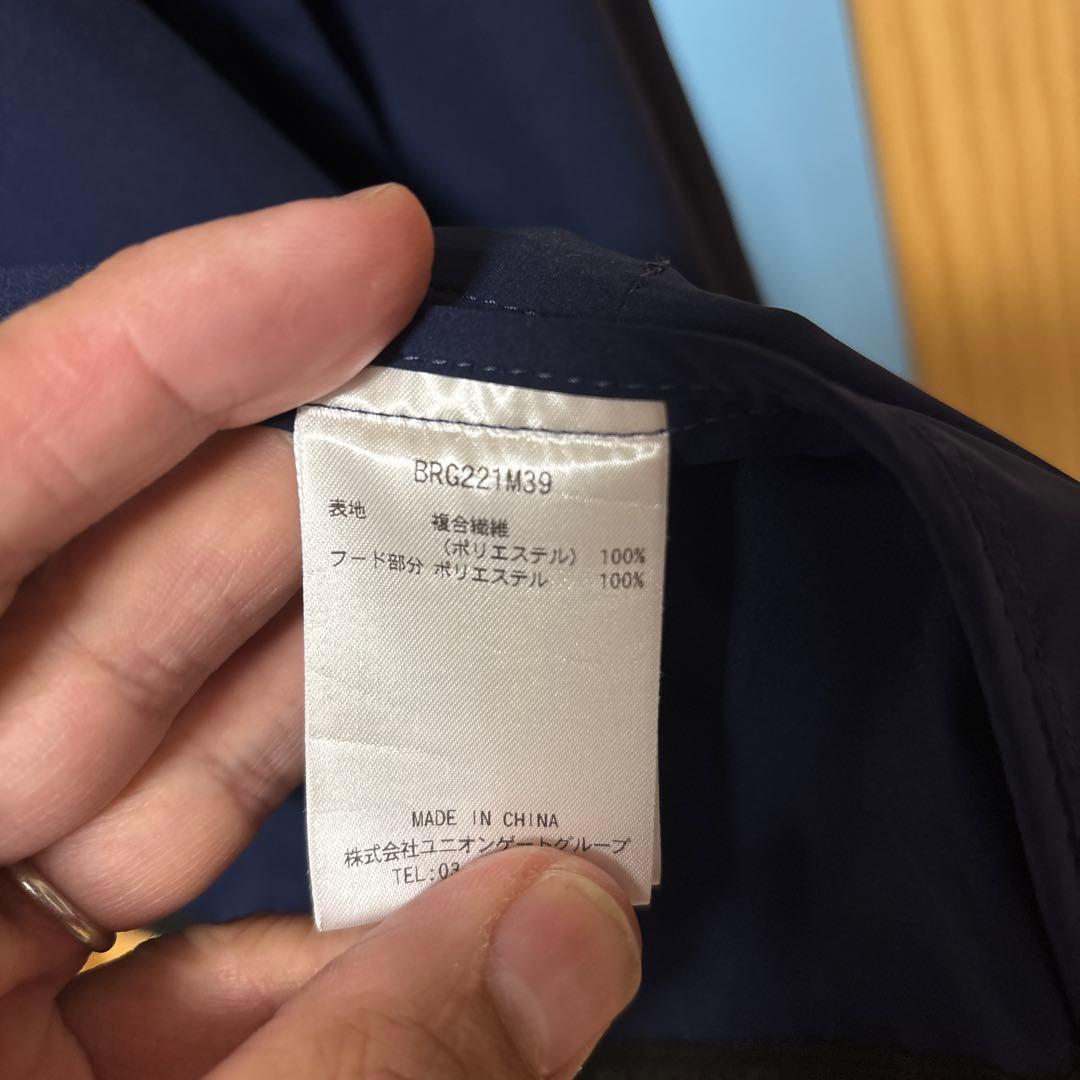 BRG221M39
表地 複合繊維
（ポリエステル） 100%
フード部分 ポリエステル 100%
MADE IN CHINA
株式会社ユニオンゲートグループ
TEL:03